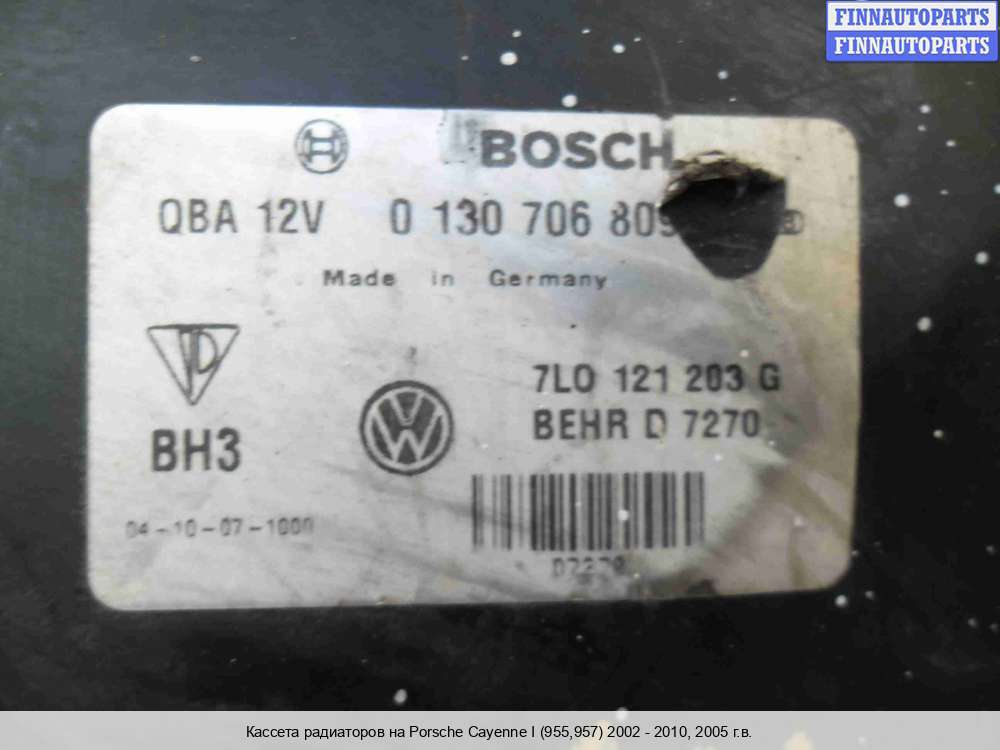 FINNAUTOPARTS
FINNAUTOPARTS
BOSCH
QBA 12V 0 130 706 809
Made in Germany
7L0 121 203 G
BEHR D 7270
BH3
04-10-07-1000
Кассета радиаторов на Porsche Cayenne I (955,957) 2002 - 2010, 2005 г.в.